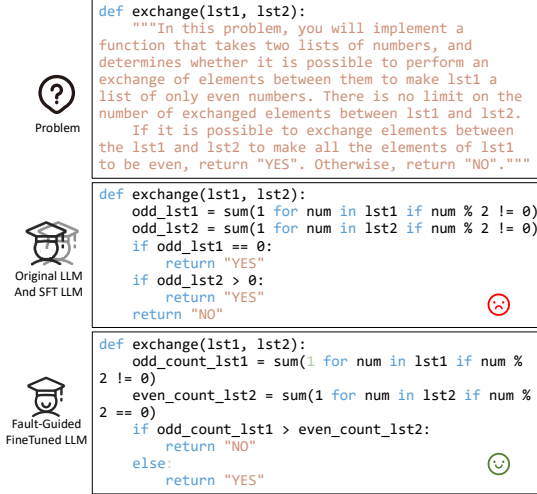 def exchange(lst1, lst2):
    """In this problem, you will implement a
function that takes two lists of numbers, and
determines whether it is possible to perform an
exchange of elements between them to make lst1 a
list of only even numbers. There is no limit on the
number of exchanged elements between lst1 and lst2.
    If it is possible to exchange elements between
the lst1 and lst2 to make all the elements of lst1
to be even, return "YES". Otherwise, return "NO"."""
Problem
def exchange(lst1, lst2):
    odd_lst1 = sum(1 for num in lst1 if num % 2 != 0)
    odd_lst2 = sum(1 for num in lst2 if num % 2 != 0)
    if odd_lst1 == 0:
        return "YES"
    if odd_lst2 > 0:
        return "YES"
    return "NO"
Original LLM
And SFT LLM
def exchange(lst1, lst2):
    odd_count_lst1 = sum(1 for num in lst1 if num %
2 != 0)
    even_count_lst2 = sum(1 for num in lst2 if num %
2 == 0)
    if odd_count_lst1 > even_count_lst2:
        return "NO"
    else:
        return "YES"
Fault-Guided
FineTuned LLM